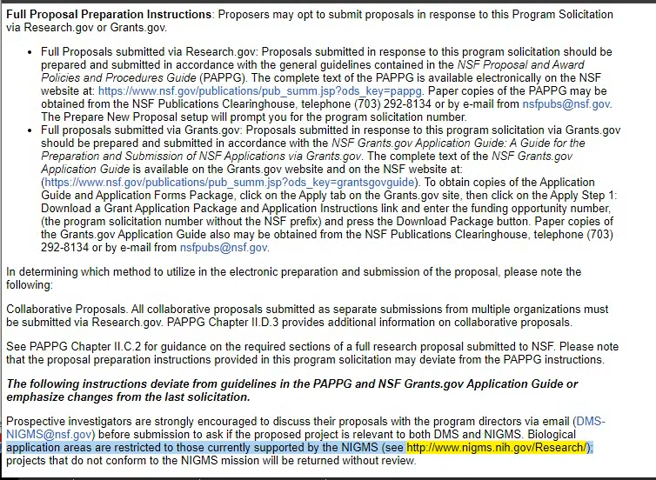 Full Proposal Preparation Instructions: Proposers may opt to submit proposals in response to this Program Solicitation
via Research.gov or Grants.gov.
• Full Proposals submitted via Research.gov: Proposals submitted in response to this program solicitation should be
prepared and submitted in accordance with the general guidelines contained in the NSF Proposal and Award
Policies and Procedures Guide (PAPPG). The complete text of the PAPPG is available electronically on the NSF
website at: https://www.nsf.gov/publications/pub_summ.jsp?ods_key=pappg. Paper copies of the PAPPG may be
obtained from the NSF Publications Clearinghouse, telephone (703) 292-8134 or by e-mail from nsfpubs@nsf.gov.
The Prepare New Proposal setup will prompt you for the program solicitation number.
• Full proposals submitted via Grants.gov: Proposals submitted in response to this program solicitation via Grants.gov
should be prepared and submitted in accordance with the NSF Grants.gov Application Guide: A Guide for the
Preparation and Submission of NSF Applications via Grants.gov. The complete text of the NSF Grants.gov
Application Guide is available on the Grants.gov website and on the NSF website at:
(https://www.nsf.gov/publications/pub_summ.jsp?ods_key=grantsgovguide). To obtain copies of the Application
Guide and Application Forms Package, click on the Apply tab on the Grants.gov site, then click on the Apply Step 1:
Download a Grant Application Package and Application Instructions link and enter the funding opportunity number,
(the program solicitation number without the NSF prefix) and press the Download Package button. Paper copies of
the Grants.gov Application Guide also may be obtained from the NSF Publications Clearinghouse, telephone (703)
292-8134 or by e-mail from nsfpubs@nsf.gov.
In determining which method to utilize in the electronic preparation and submission of the proposal, please note the
following:
Collaborative Proposals. All collaborative proposals submitted as separate submissions from multiple organizations must
be submitted via Research.gov. PAPPG Chapter II.D.3 provides additional information on collaborative proposals.
See PAPPG Chapter II.C.2 for guidance on the required sections of a full research proposal submitted to NSF. Please note
that the proposal preparation instructions provided in this program solicitation may deviate from the PAPPG instructions.
The following instructions deviate from guidelines in the PAPPG and NSF Grants.gov Application Guide or
emphasize changes from the last solicitation.
Prospective investigators are strongly encouraged to discuss their proposals with the program directors via email (DMS-
NIGMS@nsf.gov) before submission to ask if the proposed project is relevant to both DMS and NIGMS. Biological
application areas are restricted to those currently supported by the NIGMS (see http://www.nigms.nih.gov/Research/);
projects that do not conform to the NIGMS mission will be returned without review.